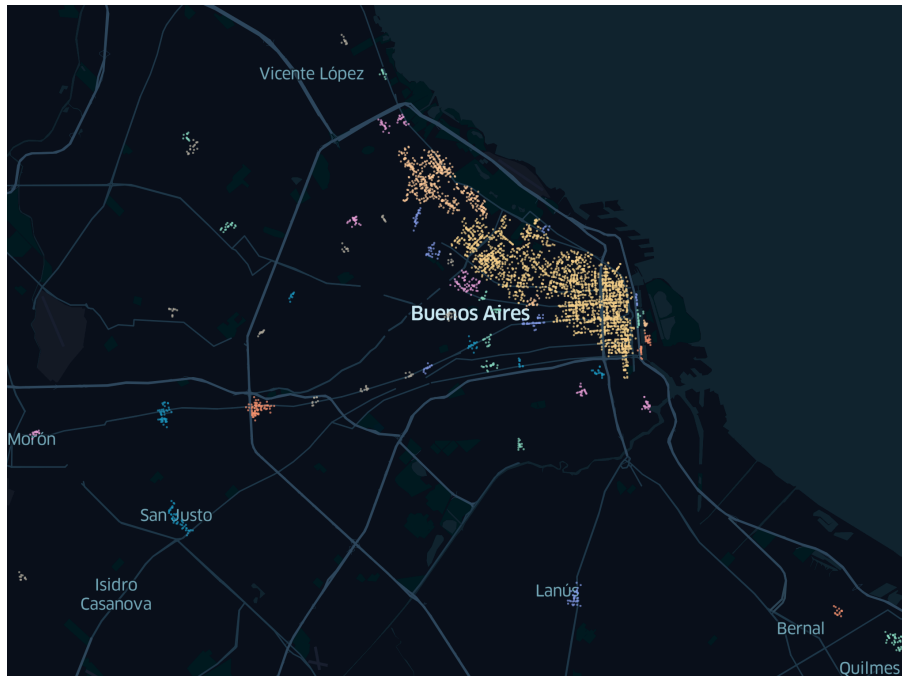 Vicente López
Buenos Aires
Morón
San Justo
Isidro
Casanova
Lanús
Bernal
Quilmes